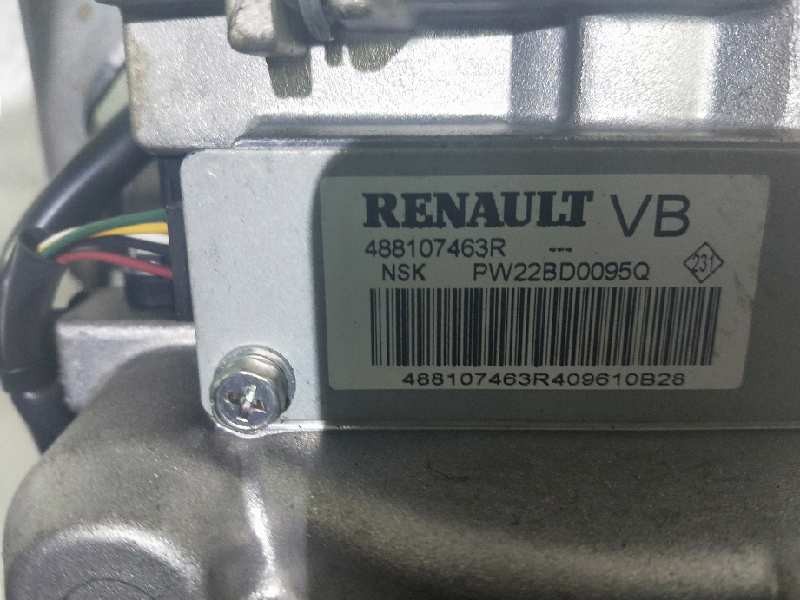 RENAULT VB
488107463R ---
NSK PW22BD0095Q 231
488107463R409610B28